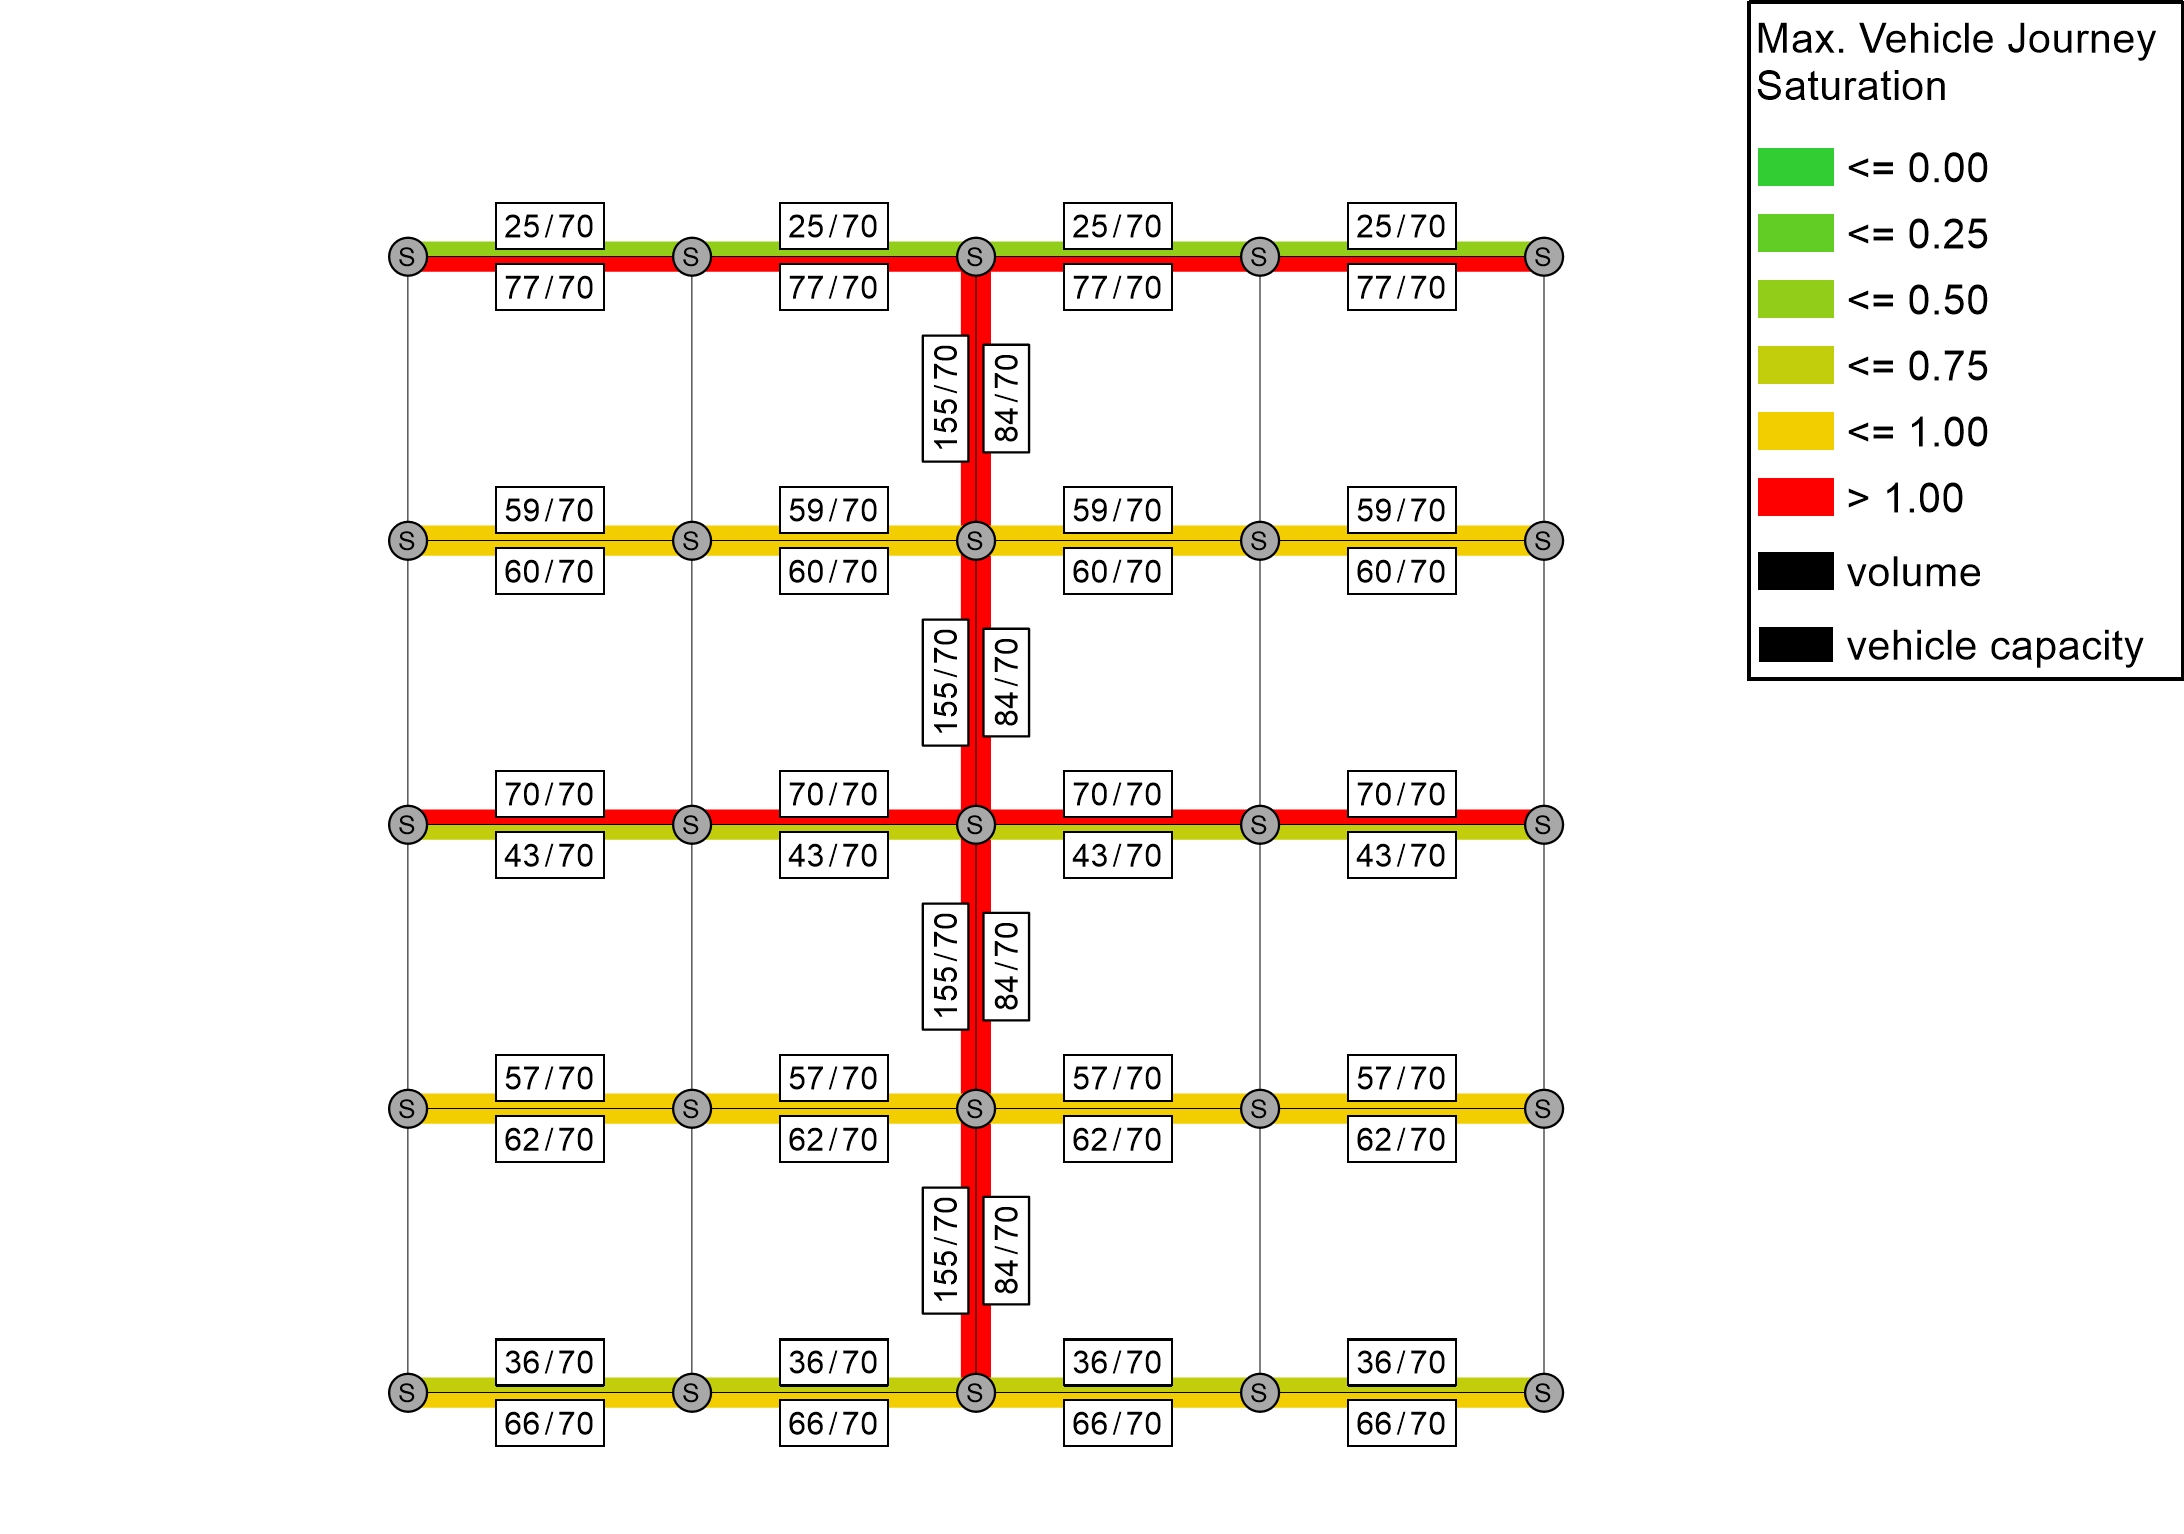 Max. Vehicle Journey
Saturation
<= 0.00
<= 0.25
<= 0.50
<= 0.75
<= 1.00
> 1.00
volume
vehicle capacity
25/70 25/70 25/70 25/70
S S S S S
77/70 77/70 77/70 77/70
155/70 84/70
59/70 59/70 59/70 59/70
S S S S S
60/70 60/70 60/70 60/70
155/70 84/70
70/70 70/70 70/70 70/70
S S S S S
43/70 43/70 43/70 43/70
155/70 84/70
57/70 57/70 57/70 57/70
S S S S S
62/70 62/70 62/70 62/70
155/70 84/70
36/70 36/70 36/70 36/70
S S S S S
66/70 66/70 66/70 66/70